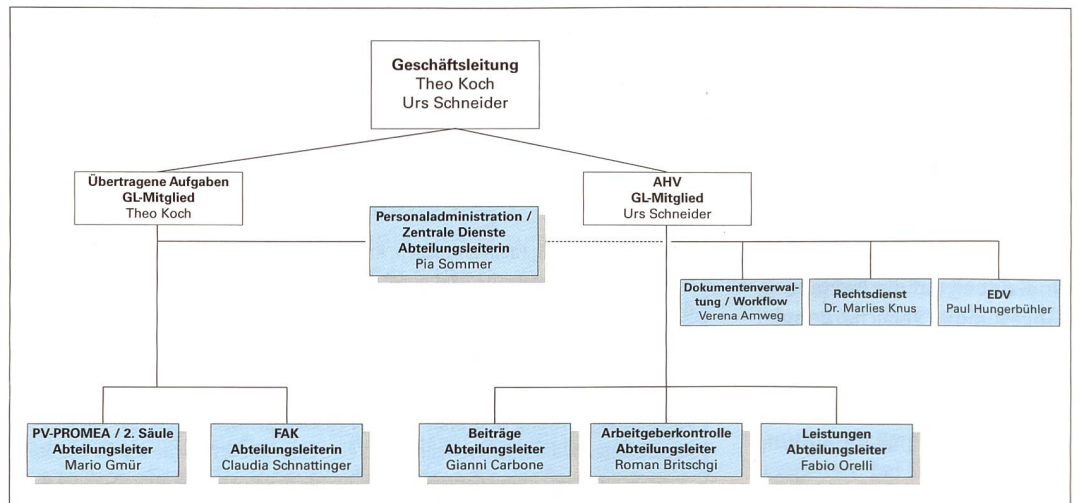 Geschäftsleitung
Theo Koch
Urs Schneider
Übertragene Aufgaben
GL-Mitglied
Theo Koch
AHV
GL-Mitglied
Urs Schneider
Personaladministration /
Zentrale Dienste
Abteilungsleiterin
Pia Sommer
Dokumentenverwal-
tung / Workflow
Verena Amweg
Rechtsdienst
Dr. Marlies Knus
EDV
Paul Hungerbühler
PV-PROMEA / 2. Säule
Abteilungsleiter
Mario Gmür
FAK
Abteilungsleiterin
Claudia Schnattinger
Beiträge
Abteilungsleiter
Gianni Carbone
Arbeitgeberkontrolle
Abteilungsleiter
Roman Britschgi
Leistungen
Abteilungsleiter
Fabio Orelli